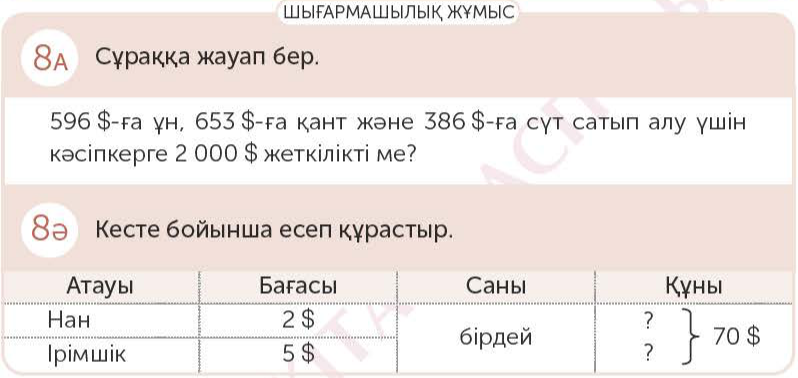 ШЫҒАРМАШЫЛЫҚ ЖҰМЫС
8А Сұраққа жауап бер.
596 $-ға ұн, 653 $-ға қант және 386 $-ға сүт сатып алу үшін
кәсіпкерге 2 000 $ жеткілікті ме?
8ә Кесте бойынша есеп құрастыр.
Атауы Бағасы Саны Құны
Нан 2 $ бірдей ? } 70 $
Ірімшік 5 $ ?